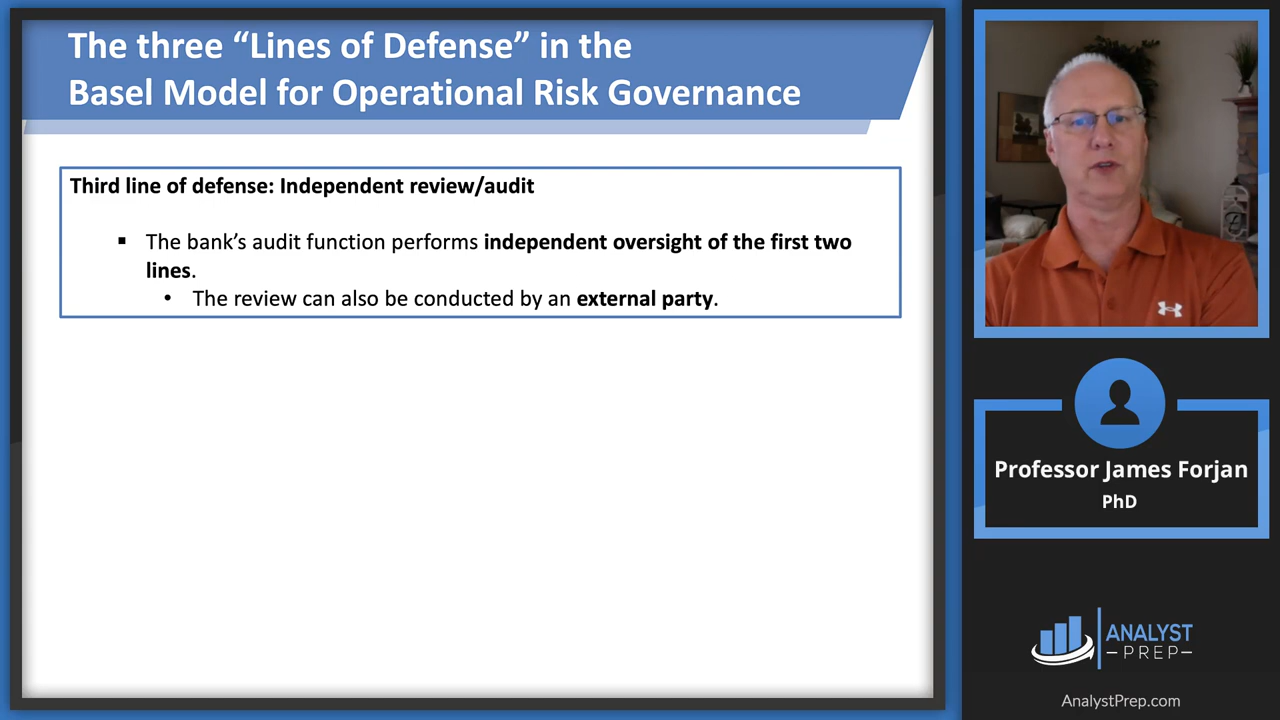 The three “Lines of Defense” in the
Basel Model for Operational Risk Governance
Third line of defense: Independent review/audit
▪ The bank’s audit function performs independent oversight of the first two
lines.
• The review can also be conducted by an external party.
Professor James Forjan
PhD
ANALYST
–PREP–
AnalystPrep.com